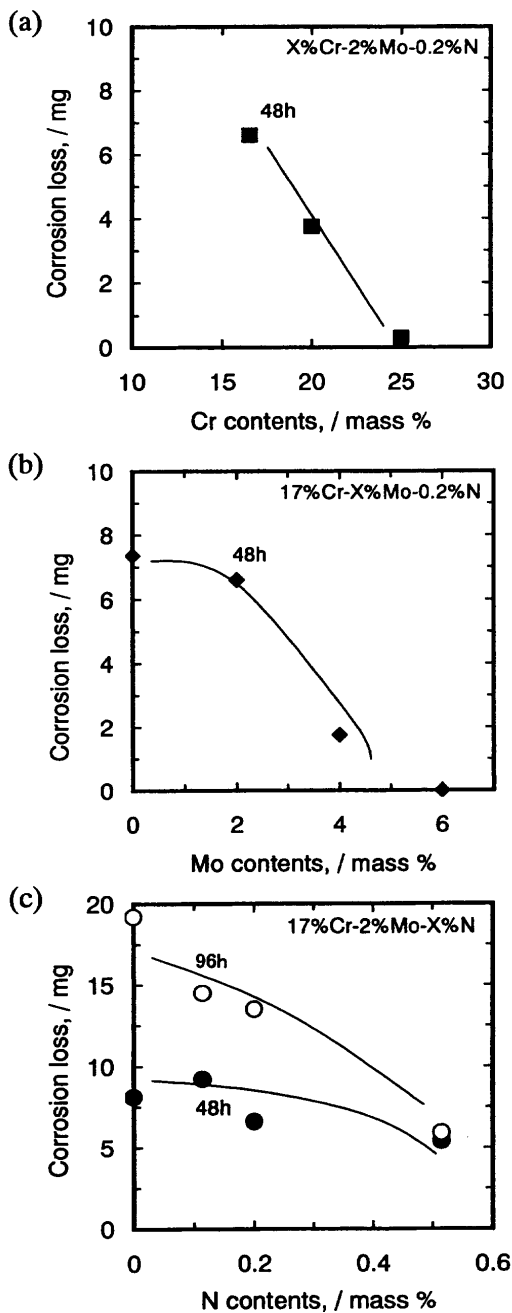 (a)
10
X%Cr-2%Mo-0.2%N
48h
8
6
4
2
0
Corrosion loss, / mg
10 15 20 25 30
Cr contents, / mass %
(b)
10
17%Cr-X%Mo-0.2%N
48h
8
6
4
2
0
Corrosion loss, / mg
0 2 4 6
Mo contents, / mass %
(c)
20
17%Cr-2%Mo-X%N
96h
15
10
48h
5
0
Corrosion loss, / mg
0 0.2 0.4 0.6
N contents, / mass %